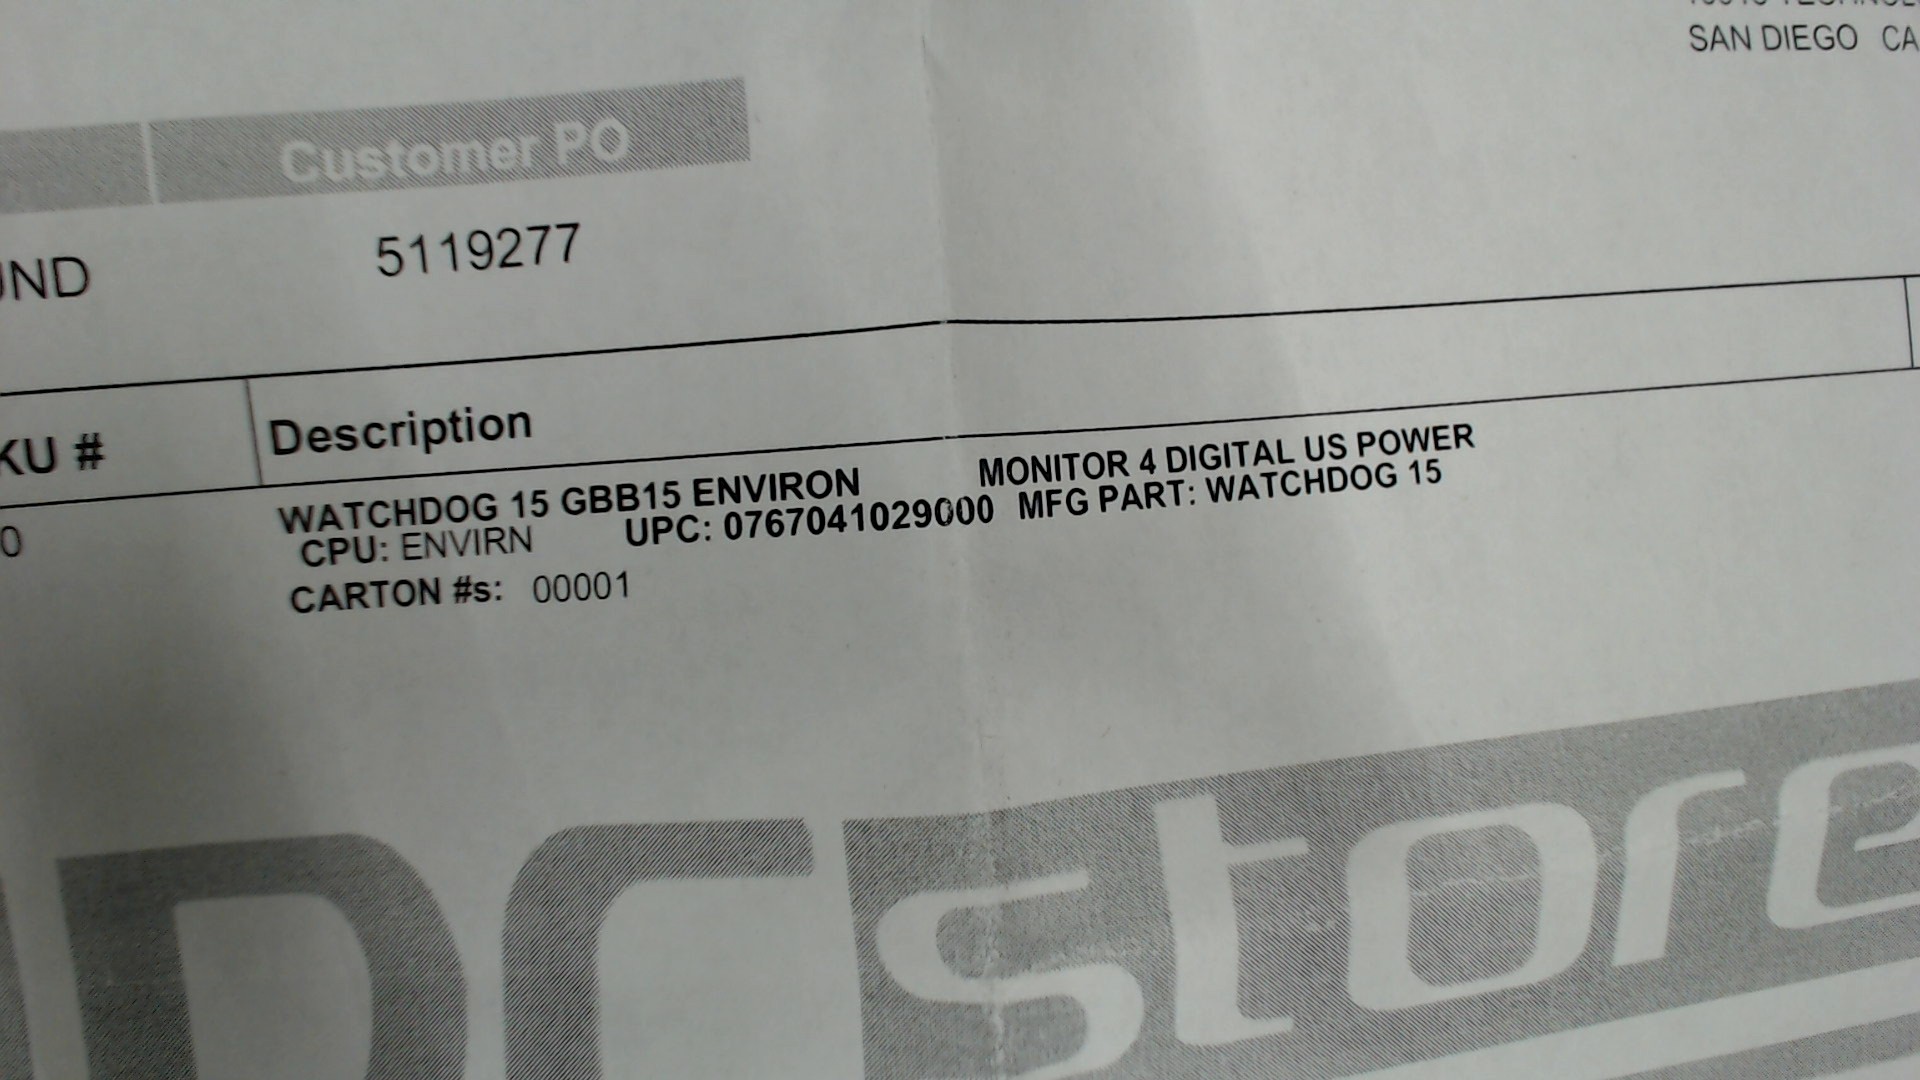 SAN DIEGO CA
Customer PO
5119277
KU # Description
WATCHDOG 15 GBB15 ENVIRON MONITOR 4 DIGITAL US POWER
0 CPU: ENVIRN UPC: 0767041029000 MFG PART: WATCHDOG 15
CARTON #s: 00001
store